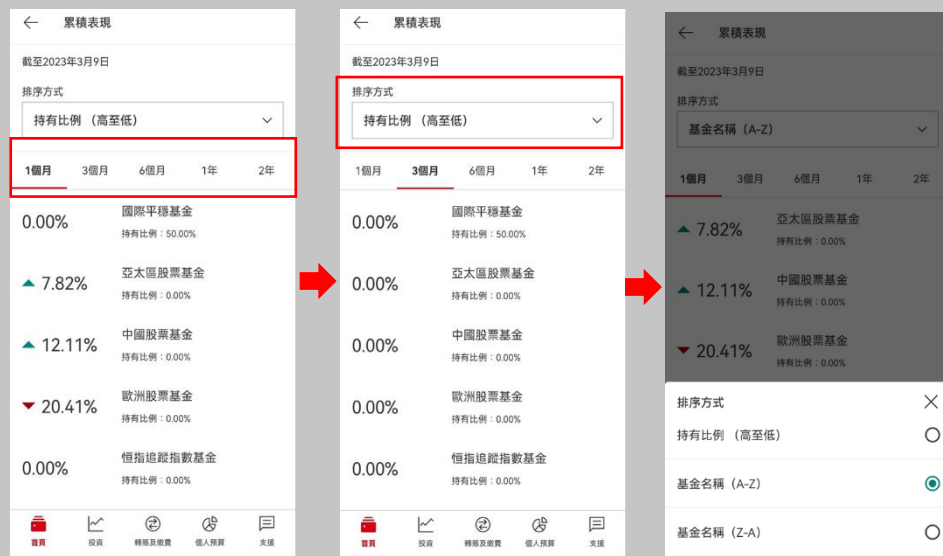 累積表現
截至2023年3月9日
排序方式
持有比例 （高至低）
1個月 3個月 6個月 1年 2年
0.00% 國際平穩基金
持有比例：50.00%
7.82% 亞太區股票基金
持有比例：0.00%
12.11% 中國股票基金
持有比例：0.00%
20.41% 歐洲股票基金
持有比例：0.00%
0.00% 恒指追蹤指數基金
持有比例：0.00%
首頁 投資 轉賬及繳費 個人預算 支援
累積表現
截至2023年3月9日
排序方式
持有比例 （高至低）
1個月 3個月 6個月 1年 2年
0.00% 國際平穩基金
持有比例：50.00%
0.00% 亞太區股票基金
持有比例：0.00%
0.00% 中國股票基金
持有比例：0.00%
0.00% 歐洲股票基金
持有比例：0.00%
0.00% 恒指追蹤指數基金
持有比例：0.00%
首頁 投資 轉賬及繳費 個人預算 支援
累積表現
截至2023年3月9日
排序方式
基金名稱（A-Z）
1個月 3個月 6個月 1年 2年
7.82% 亞太區股票基金
持有比例：0.00%
12.11% 中國股票基金
持有比例：0.00%
20.41% 歐洲股票基金
持有比例：0.00%
排序方式
持有比例 （高至低）
基金名稱（A-Z）
基金名稱（Z-A）